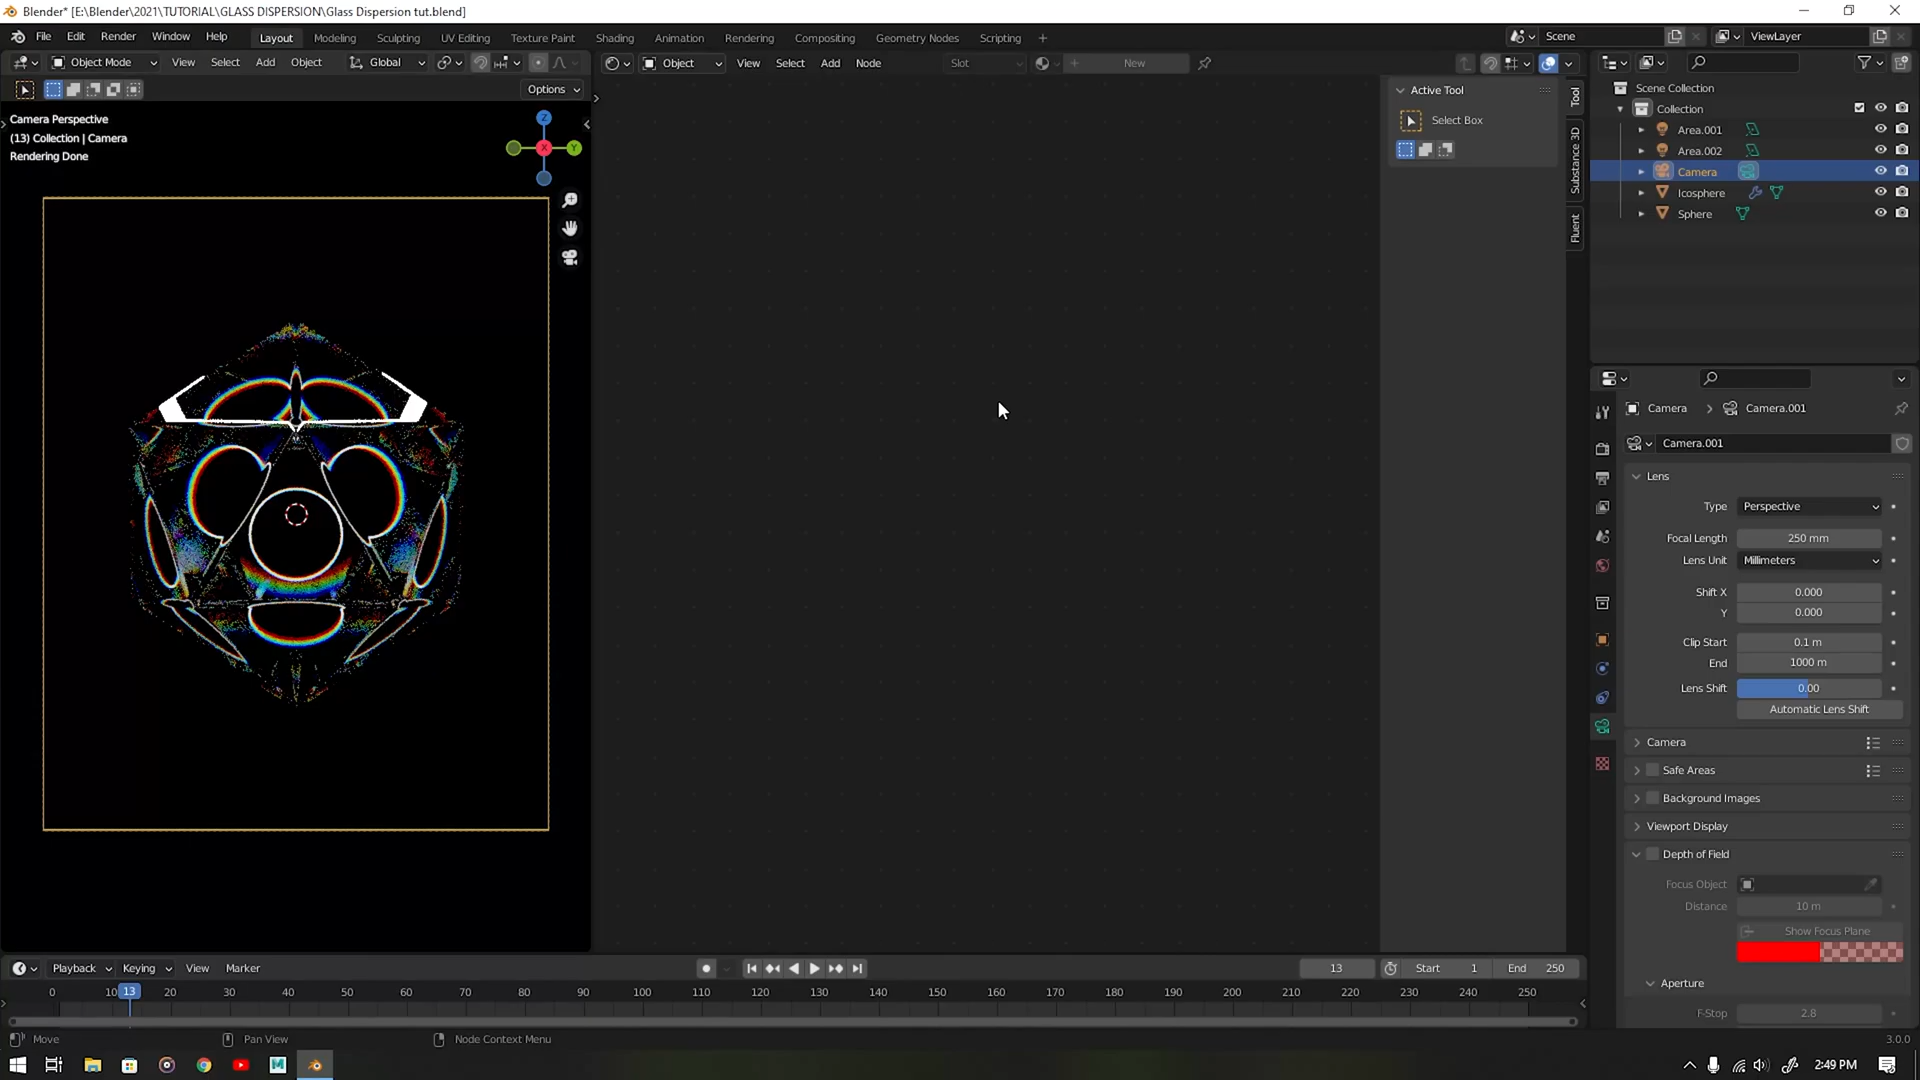 Blender* [E:\Blender\2021\TUTORIAL\GLASS DISPERSION\Glass Dispersion tut.blend]
File Edit Render Window Help Layout Modeling Sculpting UV Editing Texture Paint Shading Animation Rendering Compositing Geometry Nodes Scripting Scene ViewLayer
Object Mode View Select Add Object Global Object View Select Add Node Slot New
Options
Active Tool
Select Box
Tool
Substance 3D
Fluent
Camera Perspective
(13) Collection | Camera
Rendering Done
Z
X
Y
Scene Collection
Collection
Area.001
Area.002
Camera
Icosphere
Sphere
Camera Camera.001
Camera.001
Lens
Type Perspective
Focal Length 250 mm
Lens Unit Millimeters
Shift X 0.000
Y 0.000
Clip Start 0.1 m
End 1000 m
Lens Shift 0.00
Automatic Lens Shift
Camera
Safe Areas
Background Images
Viewport Display
Depth of Field
Focus Object
Distance 10 m
Show Focus Plane
Aperture
F-Stop 2.8
Playback Keying View Marker 13 Start 1 End 250
0 10 13 20 30 40 50 60 70 80 90 100 110 120 130 140 150 160 170 180 190 200 210 220 230 240 250
Move Pan View Node Context Menu 3.0.0
2:49 PM